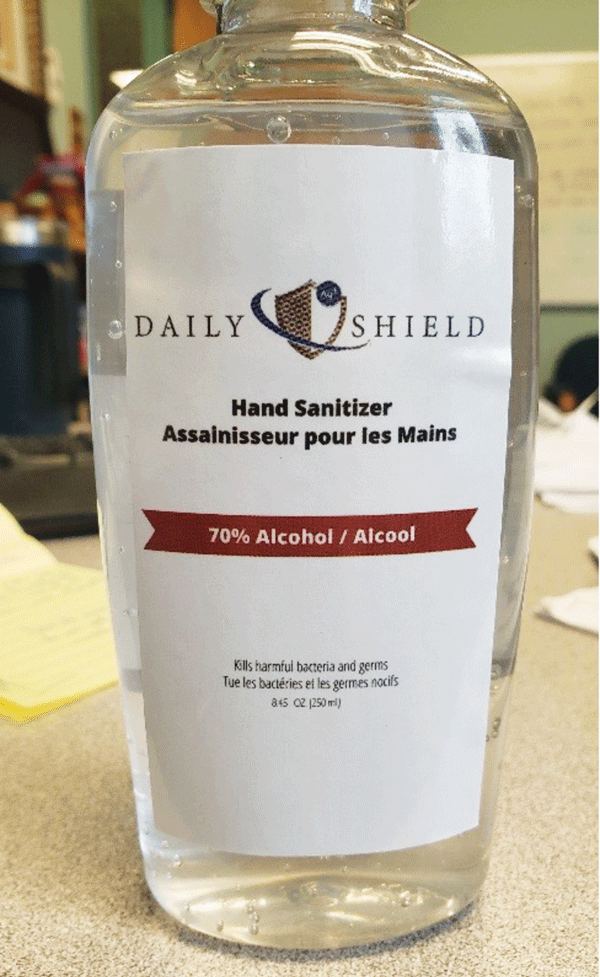 DAILY SHIELD
Hand Sanitizer
Assainisseur pour les Mains
70% Alcohol / Alcool
Kills harmful bacteria and germs
Tue les bactéries et les germes nocifs
8.45 OZ (250 ml)